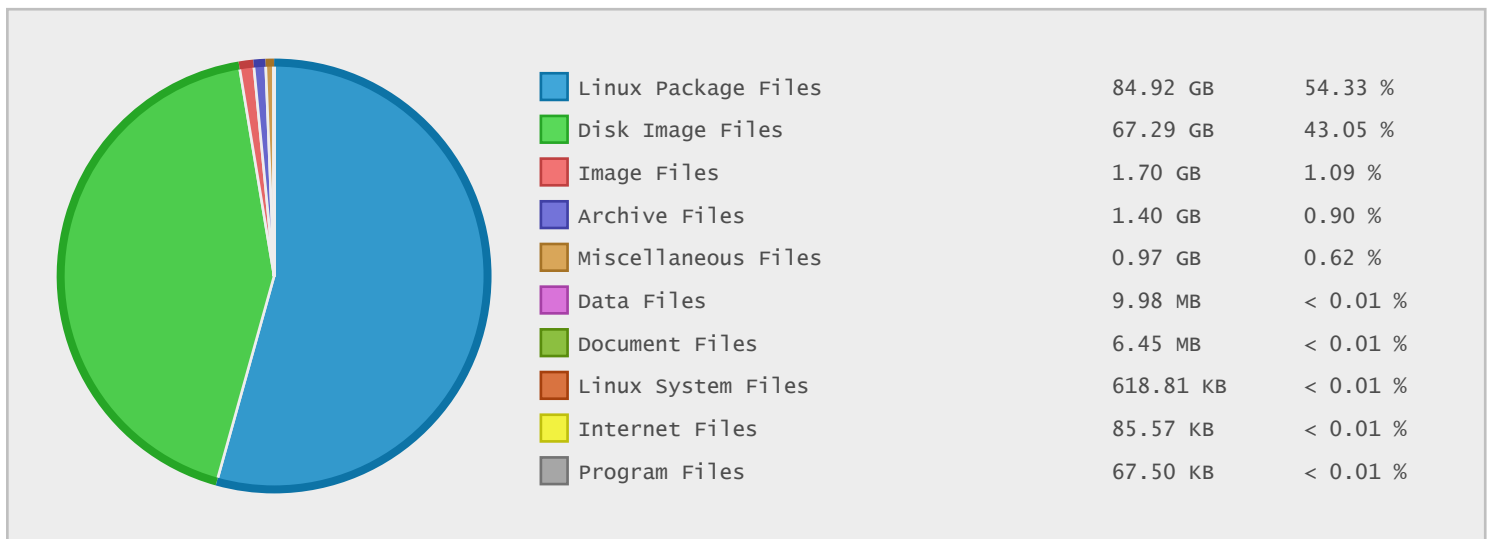 Linux Package Files 84.92 GB 54.33 %
Disk Image Files 67.29 GB 43.05 %
Image Files 1.70 GB 1.09 %
Archive Files 1.40 GB 0.90 %
Miscellaneous Files 0.97 GB 0.62 %
Data Files 9.98 MB < 0.01 %
Document Files 6.45 MB < 0.01 %
Linux System Files 618.81 KB < 0.01 %
Internet Files 85.57 KB < 0.01 %
Program Files 67.50 KB < 0.01 %